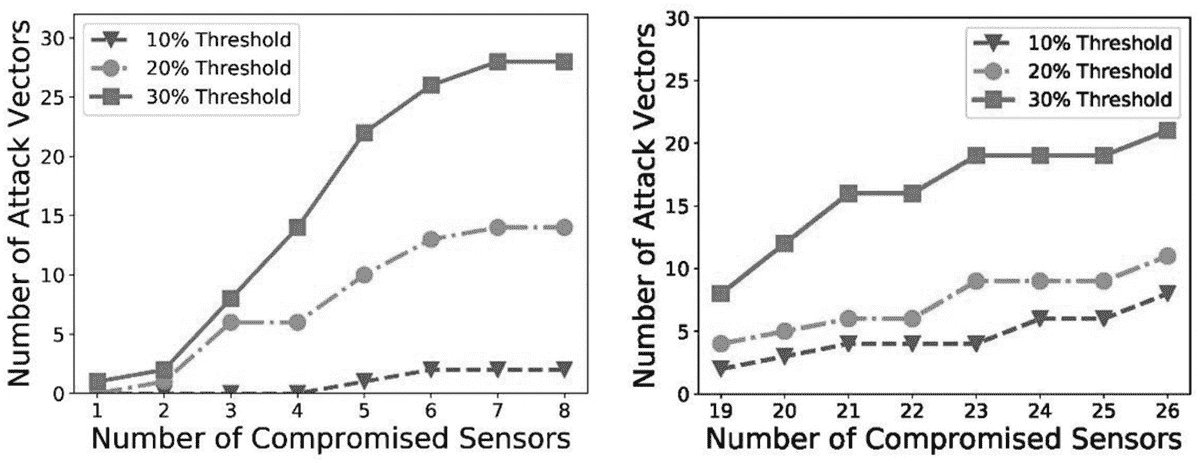 10% Threshold
20% Threshold
30% Threshold
Number of Attack Vectors
30
25
20
15
10
5
0
1 2 3 4 5 6 7 8
Number of Compromised Sensors
10% Threshold
20% Threshold
30% Threshold
Number of Attack Vectors
30
25
20
15
10
5
0
19 20 21 22 23 24 25 26
Number of Compromised Sensors